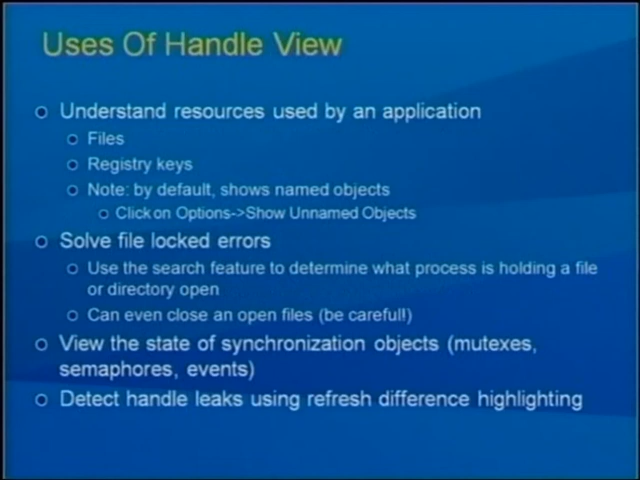 Uses Of Handle View
Understand resources used by an application
Files
Registry keys
Note: by default, shows named objects
Click on Options->Show Unnamed Objects
Solve file locked errors
Use the search feature to determine what process is holding a file
or directory open
Can even close an open files (be careful!)
View the state of synchronization objects (mutexes,
semaphores, events)
Detect handle leaks using refresh difference highlighting